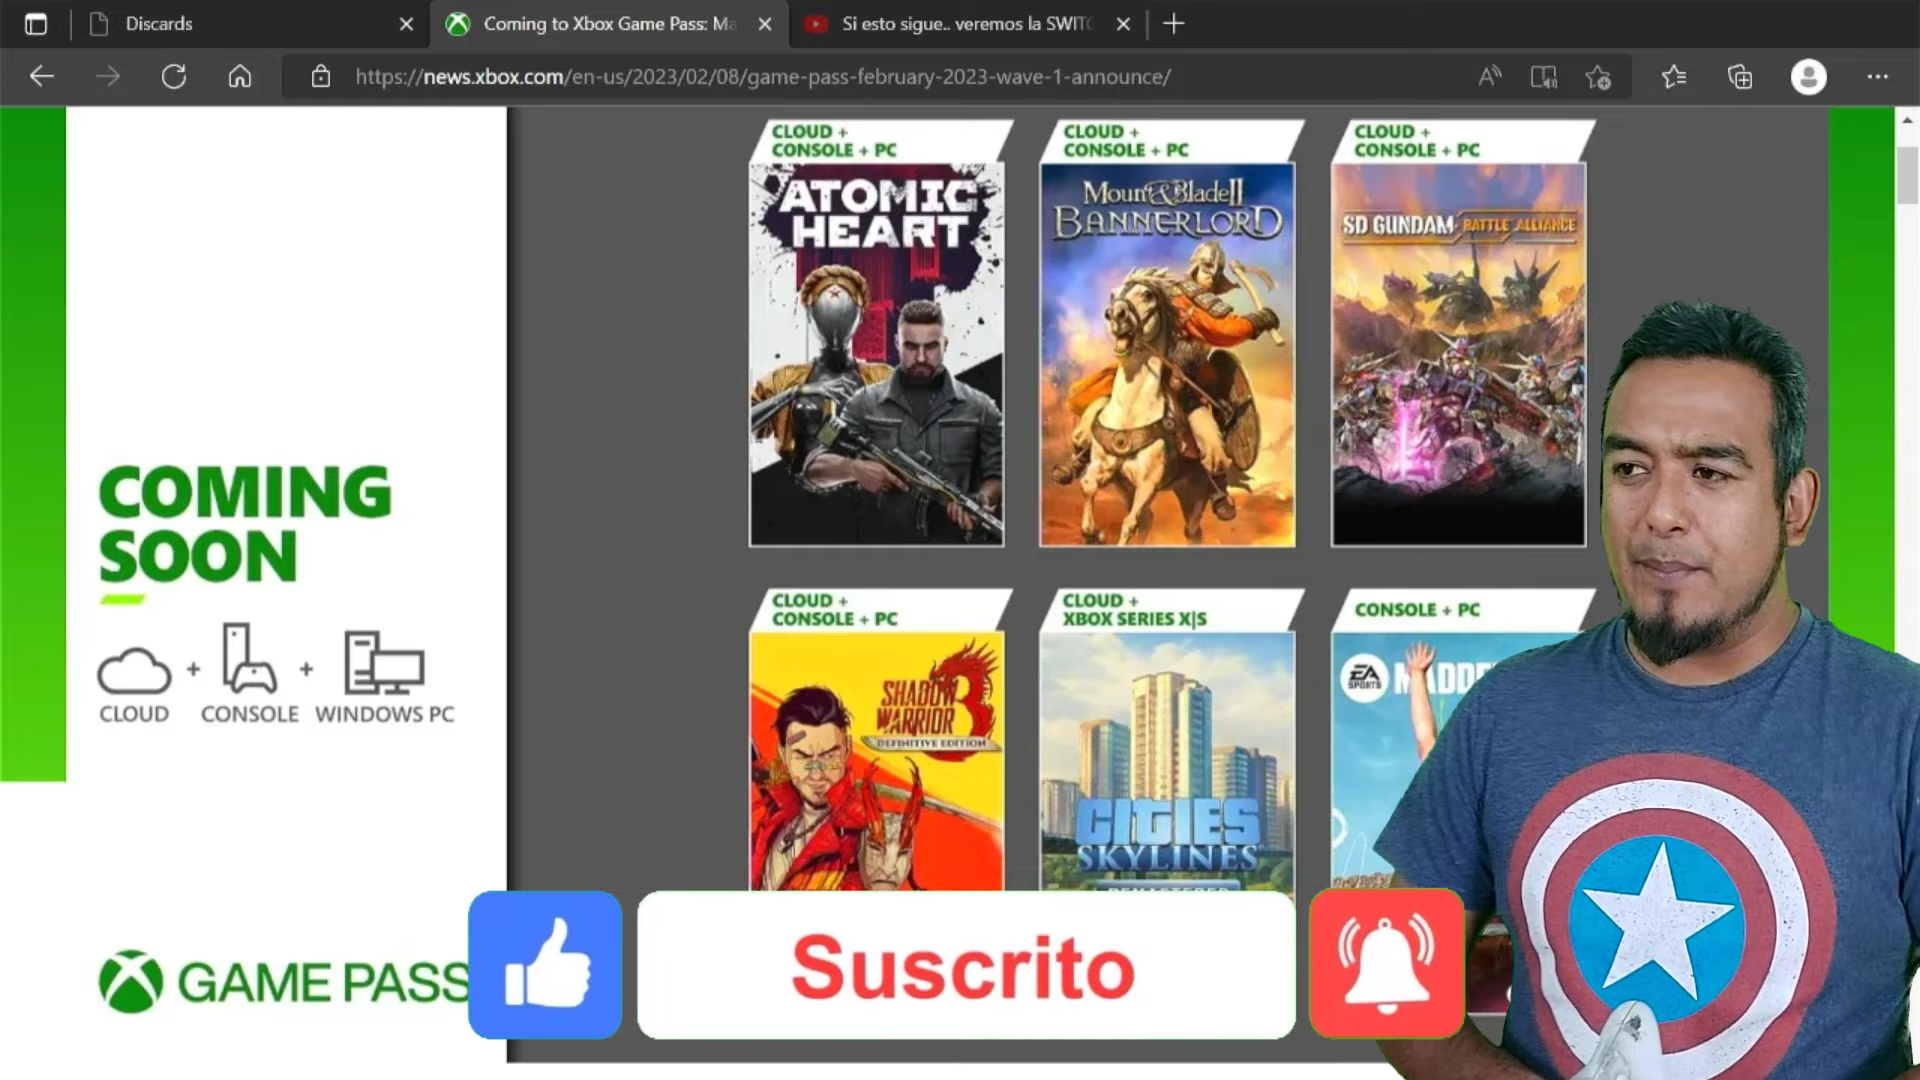 Discards
Coming to Xbox Game Pass: Ma
Si esto sigue.. veremos la SWITC
https://news.xbox.com/en-us/2023/02/08/game-pass-february-2023-wave-1-announce/
CLOUD +
CONSOLE + PC
CLOUD +
CONSOLE + PC
CLOUD +
CONSOLE + PC
ATOMIC
HEART
Mount & Blade II
BANNERLORD
SD GUNDAM BATTLE ALLIANCE
COMING
SOON
CLOUD + CONSOLE + WINDOWS PC
CLOUD +
CONSOLE + PC
CLOUD +
XBOX SERIES X|S
CONSOLE + PC
SHADOW
WARRIOR 3
DEFINITIVE EDITION
CITIES
SKYLINES
REMASTERED
EA
SPORTS
MADDE
GAME PASS
Suscrito